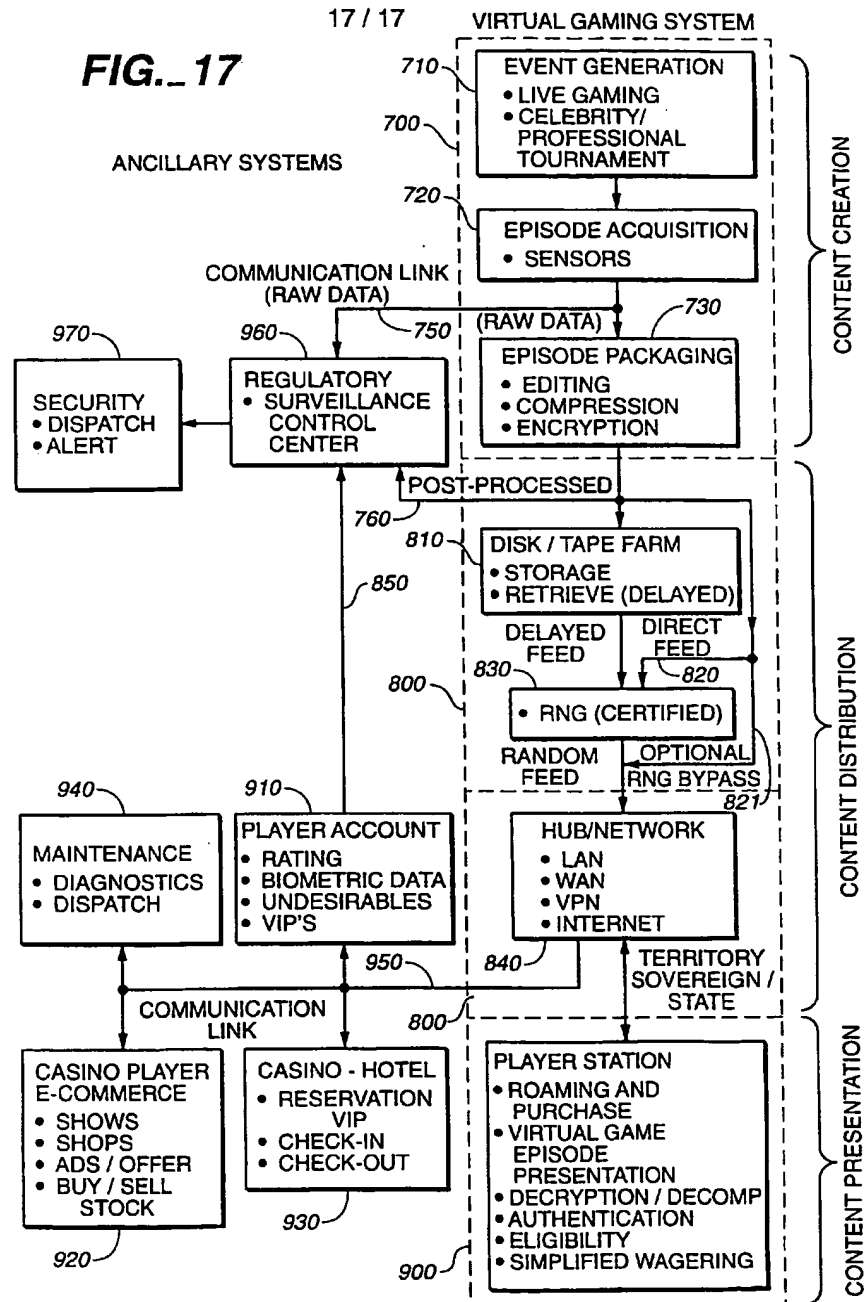 17 / 17
VIRTUAL GAMING SYSTEM
FIG._17
710
EVENT GENERATION
• LIVE GAMING
• CELEBRITY/
PROFESSIONAL
TOURNAMENT
700
ANCILLARY SYSTEMS
720
EPISODE ACQUISITION
• SENSORS
CONTENT CREATION
COMMUNICATION LINK
(RAW DATA)
750
(RAW DATA)
730
EPISODE PACKAGING
• EDITING
• COMPRESSION
• ENCRYPTION
970
SECURITY
• DISPATCH
• ALERT
960
REGULATORY
• SURVEILLANCE
CONTROL
CENTER
POST-PROCESSED
760
810
DISK / TAPE FARM
• STORAGE
• RETRIEVE (DELAYED)
850
DELAYED
FEED
DIRECT
FEED
820
830
800
• RNG (CERTIFIED)
RANDOM
FEED
OPTIONAL
RNG BYPASS
821
CONTENT DISTRIBUTION
940
MAINTENANCE
• DIAGNOSTICS
• DISPATCH
910
PLAYER ACCOUNT
• RATING
• BIOMETRIC DATA
• UNDESIRABLES
• VIP'S
HUB/NETWORK
• LAN
• WAN
• VPN
• INTERNET
840
950
TERRITORY
SOVEREIGN /
STATE
COMMUNICATION
LINK
800
CASINO PLAYER
E-COMMERCE
• SHOWS
• SHOPS
• ADS / OFFER
• BUY / SELL
STOCK
920
CASINO - HOTEL
• RESERVATION
VIP
• CHECK-IN
• CHECK-OUT
930
PLAYER STATION
• ROAMING AND
PURCHASE
• VIRTUAL GAME
EPISODE
PRESENTATION
• DECRYPTION / DECOMP
• AUTHENTICATION
• ELIGIBILITY
• SIMPLIFIED WAGERING
900
CONTENT PRESENTATION